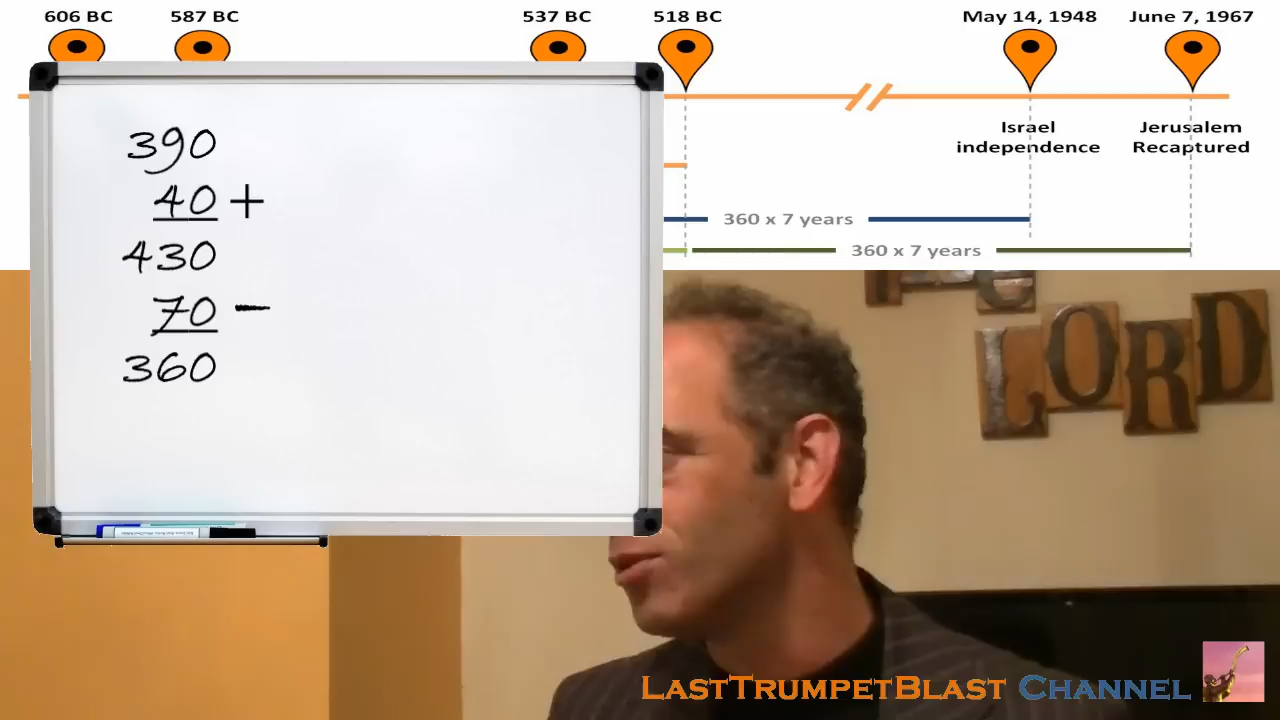 606 BC 587 BC 537 BC 518 BC May 14, 1948 June 7, 1967
Israel independence
Jerusalem Recaptured
360 x 7 years
360 x 7 years
390
40 +
430
70 -
360
LORD
LASTTRUMPETBLAST CHANNEL